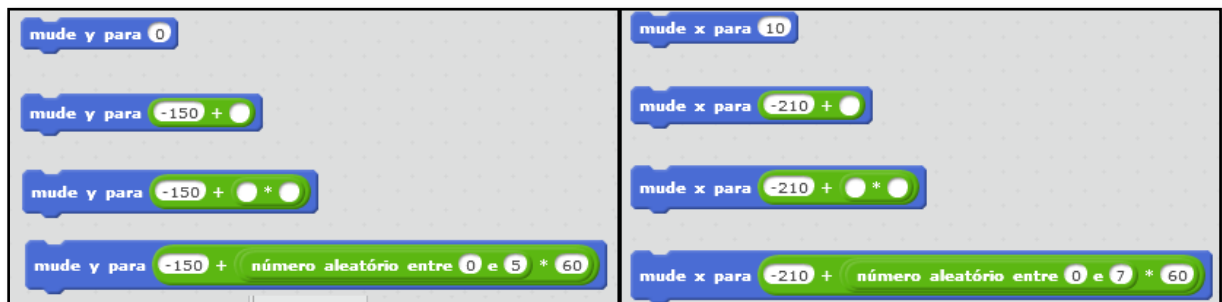 mude y para 0
mude y para -150 +
mude y para -150 + *
mude y para -150 + número aleatório entre 0 e 5 * 60
mude x para 10
mude x para -210 +
mude x para -210 + *
mude x para -210 + número aleatório entre 0 e 7 * 60